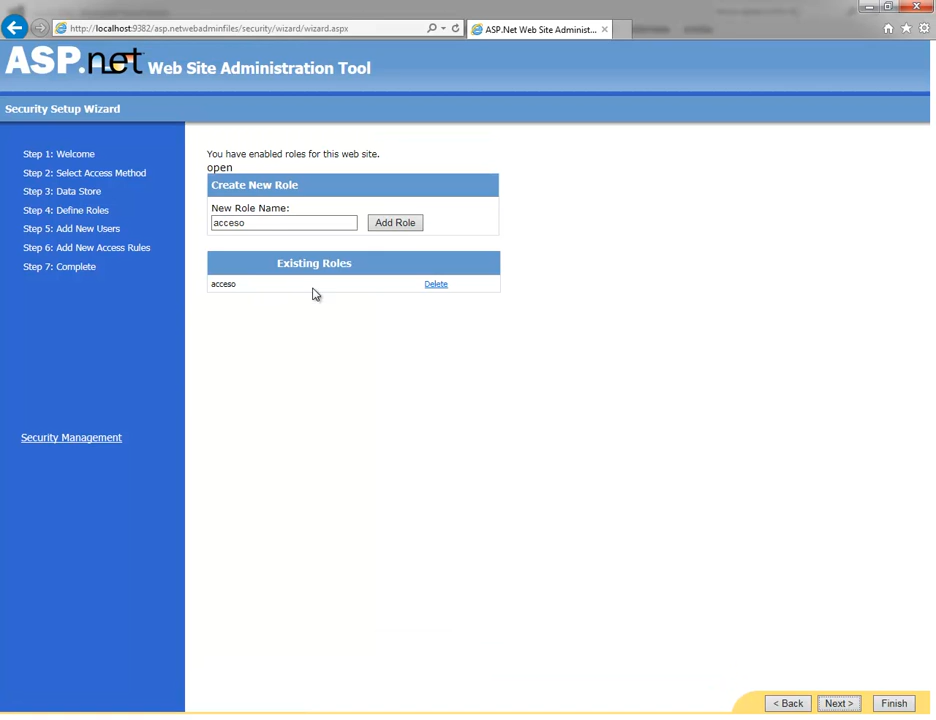 http://localhost:9382/asp.netwebadminfiles/security/wizard/wizard.aspx
ASP.Net Web Site Administ...
ASP.net Web Site Administration Tool
Security Setup Wizard
Step 1: Welcome
Step 2: Select Access Method
Step 3: Data Store
Step 4: Define Roles
Step 5: Add New Users
Step 6: Add New Access Rules
Step 7: Complete
Security Management
You have enabled roles for this web site.
open
Create New Role
New Role Name:
acceso
Add Role
Existing Roles
acceso Delete
< Back Next > Finish